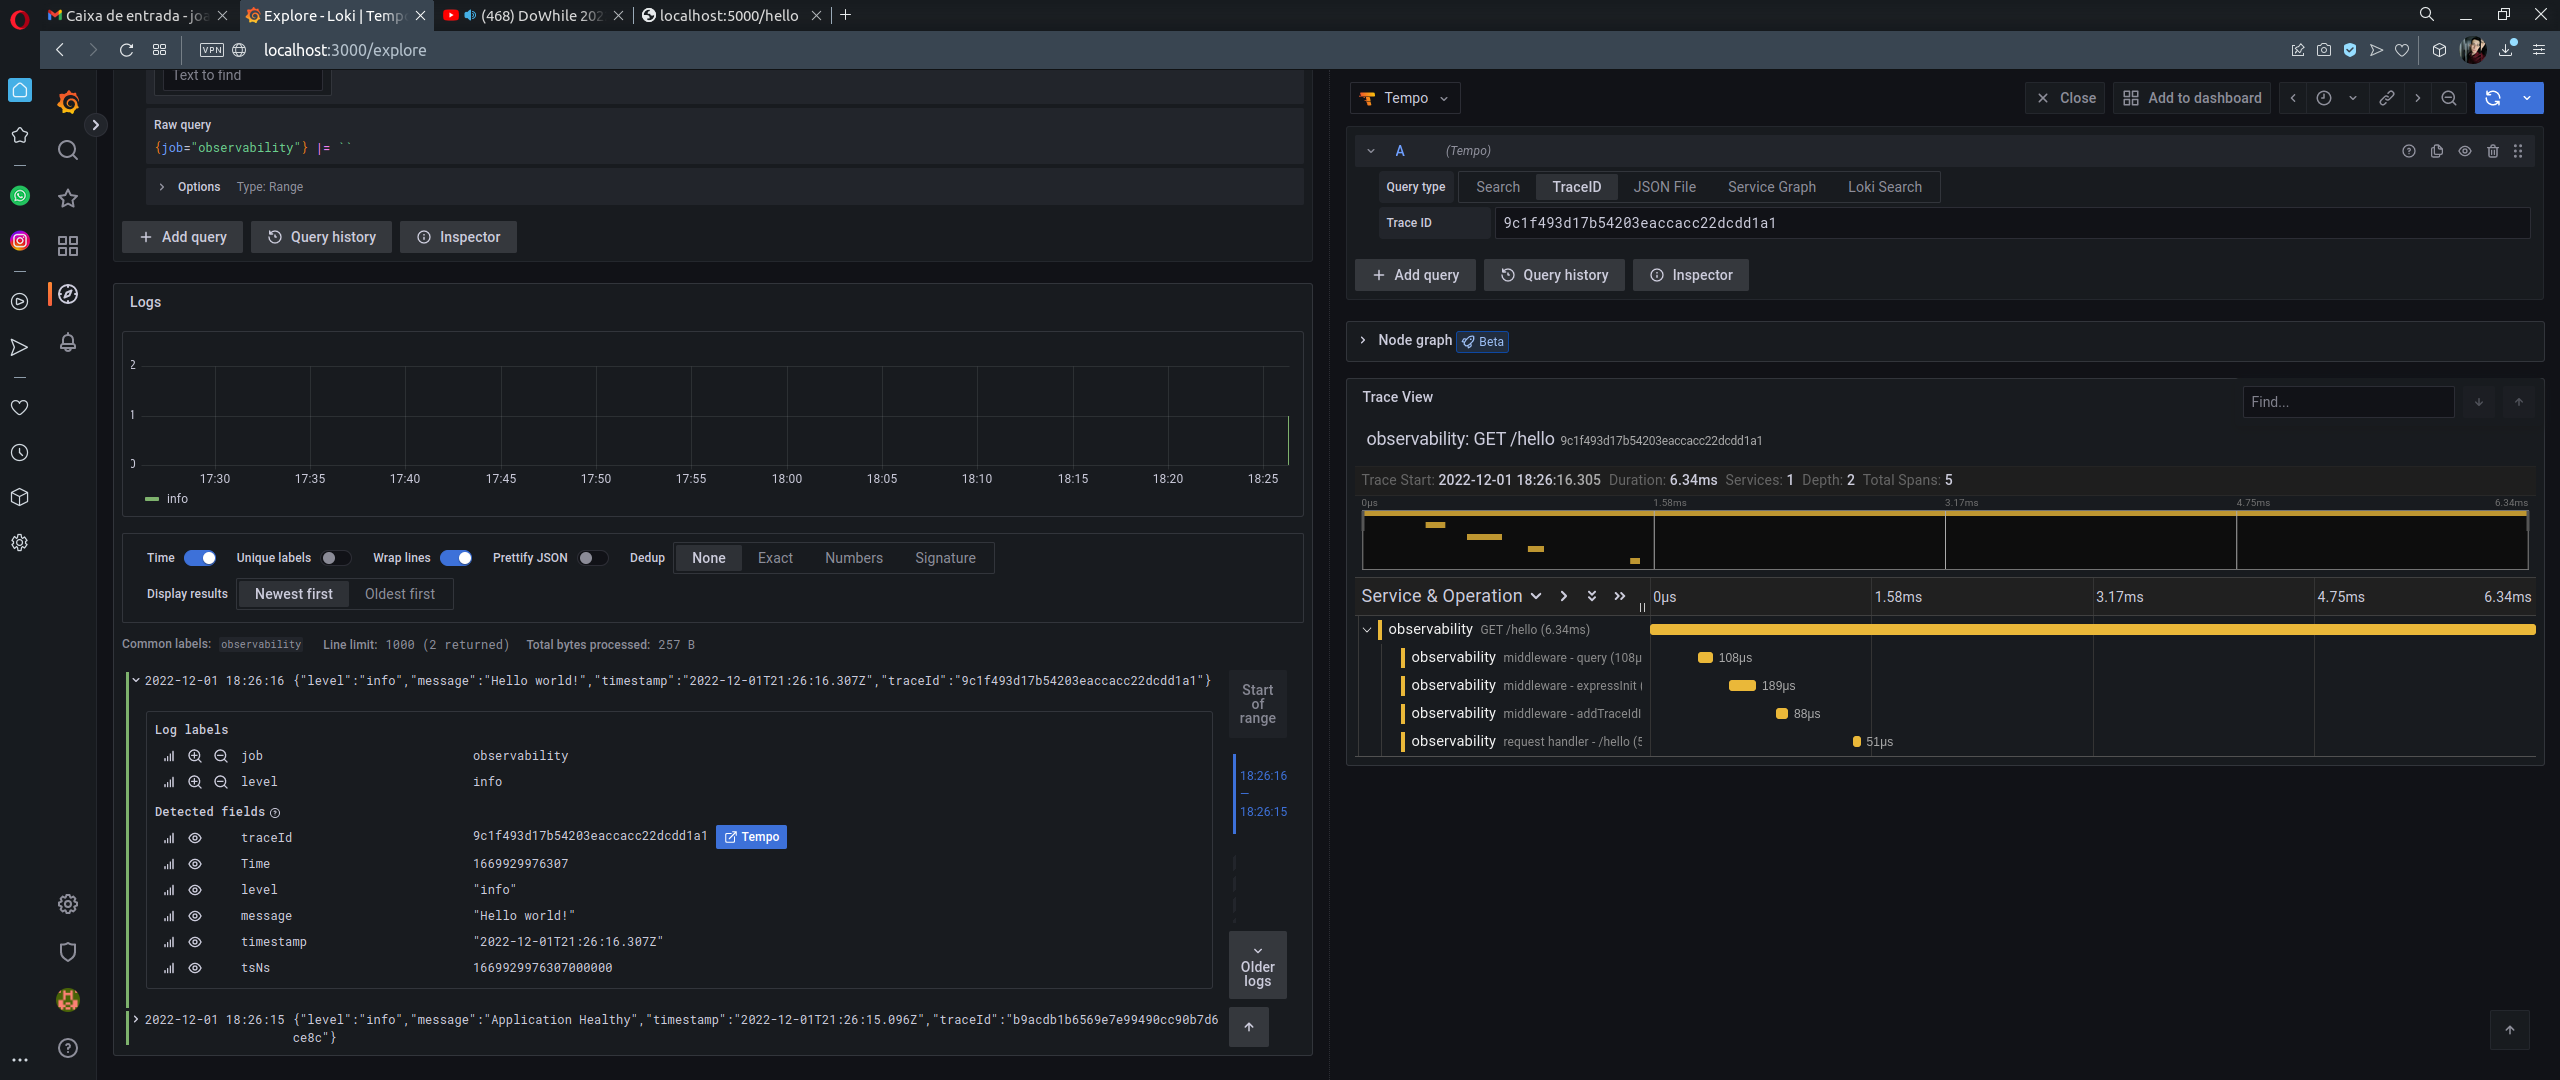 Caixa de entrada - joa
Explore - Loki | Temp
(468) DoWhile 202
localhost:5000/hello
VPN
localhost:3000/explore
Text to find
Raw query
{job="observability"} |= ``
Options Type: Range
Add query
Query history
Inspector
Logs
2
1
0
17:30 17:35 17:40 17:45 17:50 17:55 18:00 18:05 18:10 18:15 18:20 18:25
info
Time Unique labels Wrap lines Prettify JSON Dedup None Exact Numbers Signature
Display results Newest first Oldest first
Common labels: observability Line limit: 1000 (2 returned) Total bytes processed: 257 B
2022-12-01 18:26:16 {"level":"info","message":"Hello world!","timestamp":"2022-12-01T21:26:16.307Z","traceId":"9c1f493d17b54203eaccacc22dcdd1a1"}
Log labels
job observability
level info
Detected fields
traceId 9c1f493d17b54203eaccacc22dcdd1a1 Tempo
Time 1669929976307
level "info"
message "Hello world!"
timestamp "2022-12-01T21:26:16.307Z"
tsNs 1669929976307000000
2022-12-01 18:26:15 {"level":"info","message":"Application Healthy","timestamp":"2022-12-01T21:26:15.096Z","traceId":"b9acdb1b6569e7e99490cc90b7d6
ce8c"}
Start
of
range
18:26:16
—
18:26:15
Older
logs
Tempo
Close
Add to dashboard
A (Tempo)
Query type Search TraceID JSON File Service Graph Loki Search
Trace ID 9c1f493d17b54203eaccacc22dcdd1a1
Add query
Query history
Inspector
Node graph Beta
Trace View
Find...
observability: GET /hello 9c1f493d17b54203eaccacc22dcdd1a1
Trace Start: 2022-12-01 18:26:16.305 Duration: 6.34ms Services: 1 Depth: 2 Total Spans: 5
0μs 1.58ms 3.17ms 4.75ms 6.34ms
Service & Operation 0μs 1.58ms 3.17ms 4.75ms 6.34ms
observability GET /hello (6.34ms)
observability middleware - query (108μ 108μs
observability middleware - expressInit ( 189μs
observability middleware - addTraceIdI 88μs
observability request handler - /hello (5 51μs